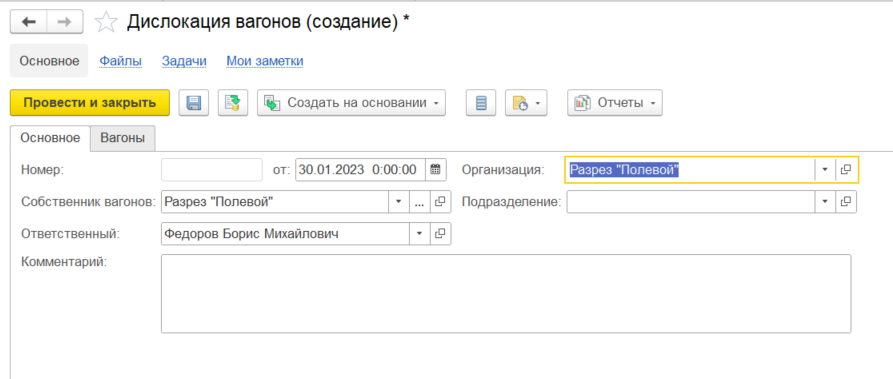 Дислокация вагонов (создание) *
Основное Файлы Задачи Мои заметки
Провести и закрыть Создать на основании Отчеты
Основное Вагоны
Номер: от: 30.01.2023 0:00:00 Организация: Разрез "Полевой"
Собственник вагонов: Разрез "Полевой" ... Подразделение:
Ответственный: Федоров Борис Михайлович
Комментарий: